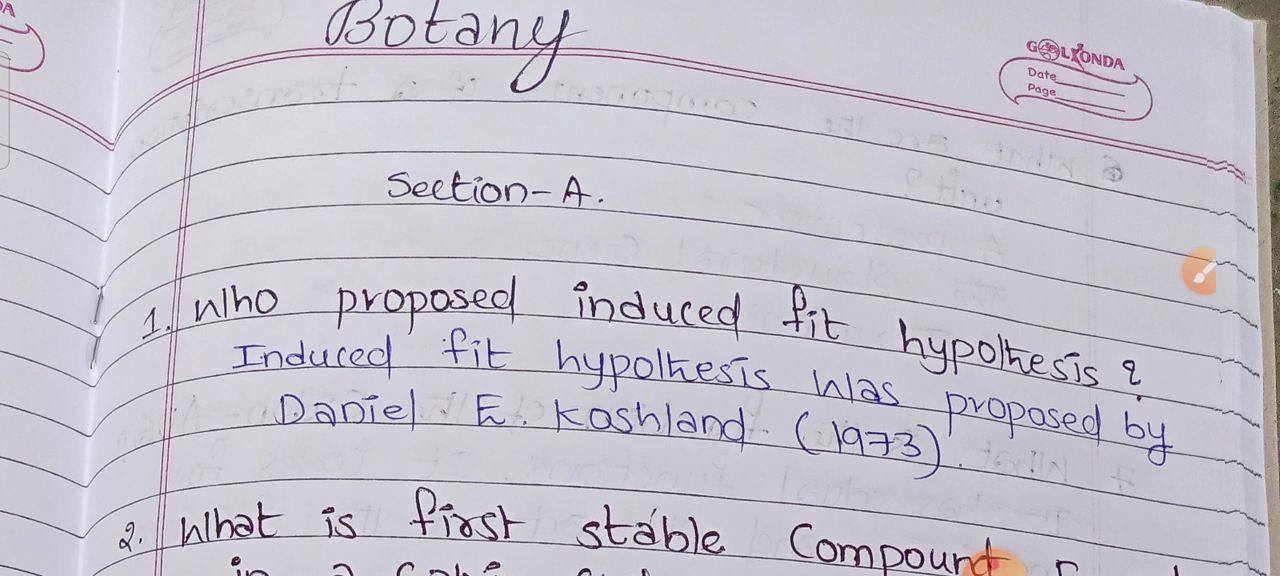 Botany
GOLKONDA
Date
Page
Section-A.
1. Who proposed induced fit hypothesis?
Induced fit hypothesis was proposed by
Daniel E. Koshland. (1973).
2. What is first stable Compound
in